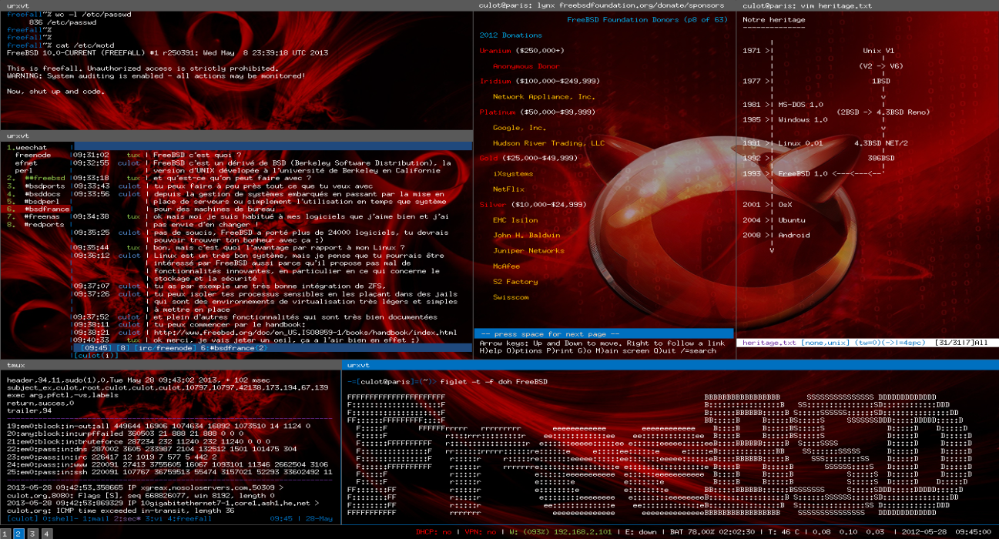 urxvt
freefall~% wc -l /etc/passwd
836 /etc/passwd
freefall~%
freefall~%
freefall~% cat /etc/motd
FreeBSD 10.0-CURRENT (FREEFALL) #1 r250391: Wed May  8 23:39:18 UTC 2013
This is freefall. Unauthorized access is strictly prohibited.
WARNING: System auditing is enabled - all actions may be monitored!
Now, shut up and code.
urxvt
1.weechat
freenode
efnet
perl
2. ##freebsd
3. #bsdports
4. #bsddocs
5. #bsdperl
6. #bsdfrance
7. #freenas
8. #redports
09:31:02 tux | FreeBSD c'est quoi ?
09:32:55 culot | FreeBSD c'est un dérivé de BSD (Berkeley Software Distribution), la
| version d'UNIX dévelopée à l'université de Berkeley en Californie
09:33:18 tux | et qu'est-ce qu'on peut faire avec ?
09:33:43 culot | tu peux faire à peu près tout ce que tu veux avec
09:33:56 culot | depuis la gestion de systèmes embarqués en passant par la mise en
| place de serveurs ou simplement l'utilisation en temps que système
| pour des machines de bureau
09:34:38 tux | ok mais moi je suis habitué à mes logiciels que j'aime bien et j'ai
| pas envie d'en changer !
09:35:25 culot | pas de soucis, FreeBSD a porté plus de 24000 logiciels, tu devrais
| pouvoir trouver ton bonheur avec ça :)
09:35:44 tux | bon, mais c'est quoi l'avantage par rapport à mon Linux ?
09:36:12 culot | Linux est un très bon système, mais je pense que tu pourrais être
| intéressé par FreeBSD aussi parce qu'il propose pas mal de
| fonctionnalités innovantes, en particulier en ce qui concerne le
| stockage et la sécurité
09:37:07 culot | tu as par exemple une très bonne intégration de ZFS,
09:37:26 culot | tu peux isoler tes processus sensibles en les plaçant dans des jails
| qui sont des environnements de virtualisation très légers et simples
| à mettre en place
09:37:52 culot | et plein d'autres fonctionnalités qui sont très bien documentées
09:38:11 culot | tu peux commencer par le handbook:
09:38:21 culot | http://www.freebsd.org/doc/en_US.ISO8859-1/books/handbook/index.html
09:40:33 tux | ok merci, je vais jeter un oeil, ça a l'air bien en effet :)
[09:45] [8] [irc/freenode] 6:#bsdfrance{2}
[culot(i)]
culot@paris: lynx freebsdfoundation.org/donate/sponsors
FreeBSD Foundation Donors (p8 of 63)
2012 Donations
Uranium ($250,000+)
Anonymous Donor
Iridium ($100,000-$249,999)
Network Appliance, Inc.
Platinum ($50,000-$99,999)
Google, Inc.
Hudson River Trading, LLC
Gold ($25,000-$49,999)
iXsystems
NetFlix
Silver ($10,000-$24,999)
EMC Isilon
John H. Baldwin
Juniper Networks
McAfee
S2 Factory
Swisscom
-- press space for next page --
Arrow keys: Up and Down to move. Right to follow a link
H)elp O)ptions P)rint G)o M)ain screen Q)uit /=search
culot@paris: vim heritage.txt
Notre heritage
--------------
1971 >| Unix V1
(V2 -> V6)
1977 >| 1BSD
1981 >| MS-DOS 1.0
(2BSD -> 4.3BSD Reno)
1985 >| Windows 1.0
1991 >| Linux 0.01 4.3BSD NET/2
1992 >| 386BSD
1993 >| FreeBSD 1.0 <---<---<--'
2001 >| OsX
2004 >| Ubuntu
2008 >| Android
V
heritage.txt [none,unix] (tw=0)(->|=4spc) [31/31|7]All
tmux
header,94,11,sudo(1),0,Tue May 28 09:43:02 2013, + 102 msec
subject_ex,culot,root,culot,culot,culot,10797,10797,42138,173.194.67.139
exec arg,pfctl,-vs,labels
return,succes,0
trailer,94
19:em0:block:in-out:all 449644 16906 1074634 16892 1073510 14 1124 0
20:any:block:in:urpffailed 360503 21 888 21 888 0 0 0
21:em0:block:in:bruteforce 287234 232 11240 232 11240 0 0 0
22:em0:pass:in:dns 287002 3605 233987 2104 132512 1501 101475 304
23:em0:pass:in:irc 226417 12 1019 7 577 5 442 2
24:em0:pass:in:www 220091 27413 3755605 16067 1093101 11346 2662504 3106
25:em0:pass:in:ssh 220091 107767 36759513 55474 3157021 52293 33602492 11
2013-05-28 09:42:53.358665 IP xgreax.nosoloservers.com.50309 >
culot.org.8080: Flags [S], seq 668826077, win 8192, length 0
2013-05-28 09:42:53.869329 IP 10gigabitethernet7-1.core1.ash1.he.net >
culot.org: ICMP time exceeded in-transit, length 36
[culot] 0:shell- 1:mail 2:sec* 3:vi 4:freefall 09:45 | 28-May
urxvt
-=[culot@paris]=(~)> figlet -t -f doh FreeBSD
FreeBSD
1 2 3 4
DHCP: no | VPN: no | W: (093%) 192.168.2.101 | E: down | BAT 78.00% 02:02:30 | T: 46 C | 0.08 0.10 0.03 | 2012-05-28 09:45:00